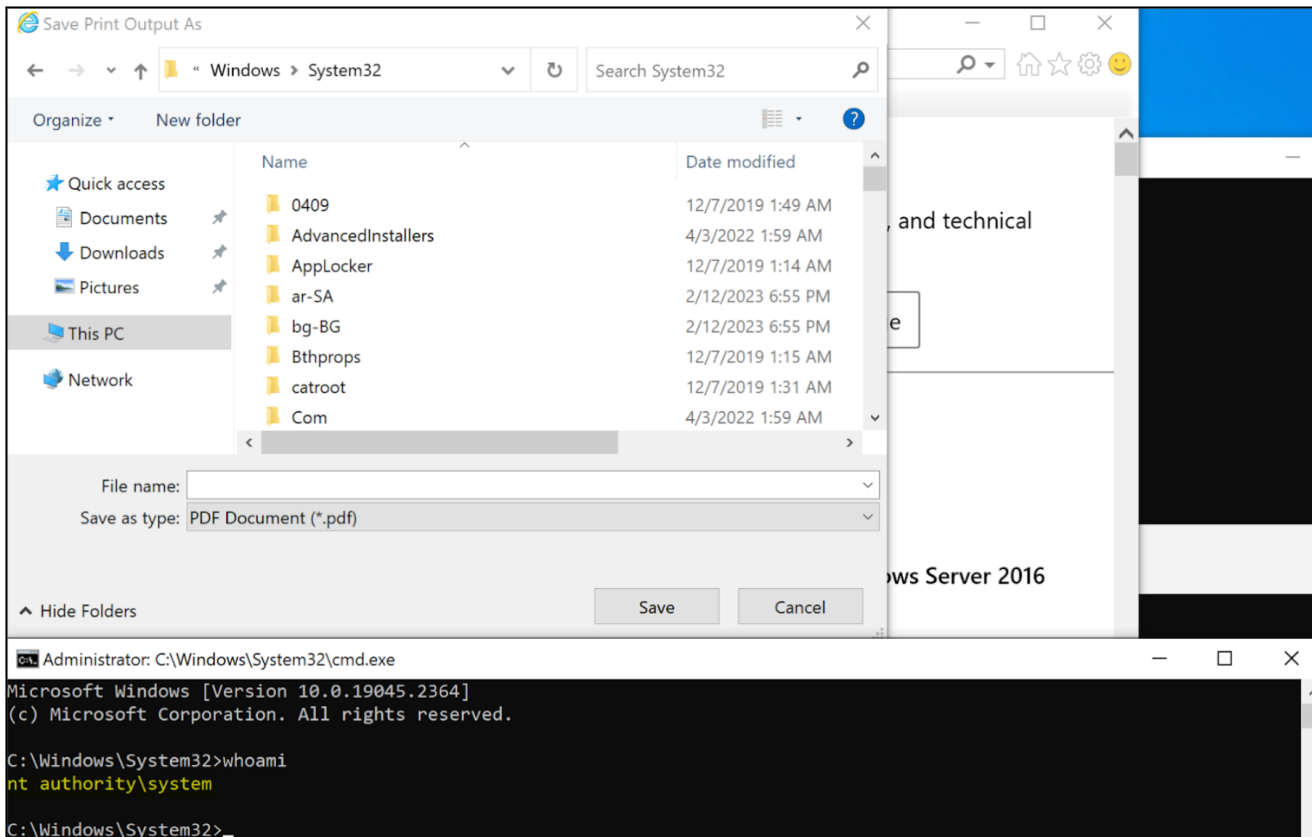 Save Print Output As
« Windows > System32
Search System32
Organize
New folder
Name
Date modified
Quick access
Documents
Downloads
Pictures
This PC
Network
0409 12/7/2019 1:49 AM
AdvancedInstallers 4/3/2022 1:59 AM
AppLocker 12/7/2019 1:14 AM
ar-SA 2/12/2023 6:55 PM
bg-BG 2/12/2023 6:55 PM
Bthprops 12/7/2019 1:15 AM
catroot 12/7/2019 1:31 AM
Com 4/3/2022 1:59 AM
File name:
Save as type: PDF Document (*.pdf)
Hide Folders
Save
Cancel
, and technical
e
ows Server 2016
Administrator: C:\Windows\System32\cmd.exe
Microsoft Windows [Version 10.0.19045.2364]
(c) Microsoft Corporation. All rights reserved.
C:\Windows\System32>whoami
nt authority\system
C:\Windows\System32>_